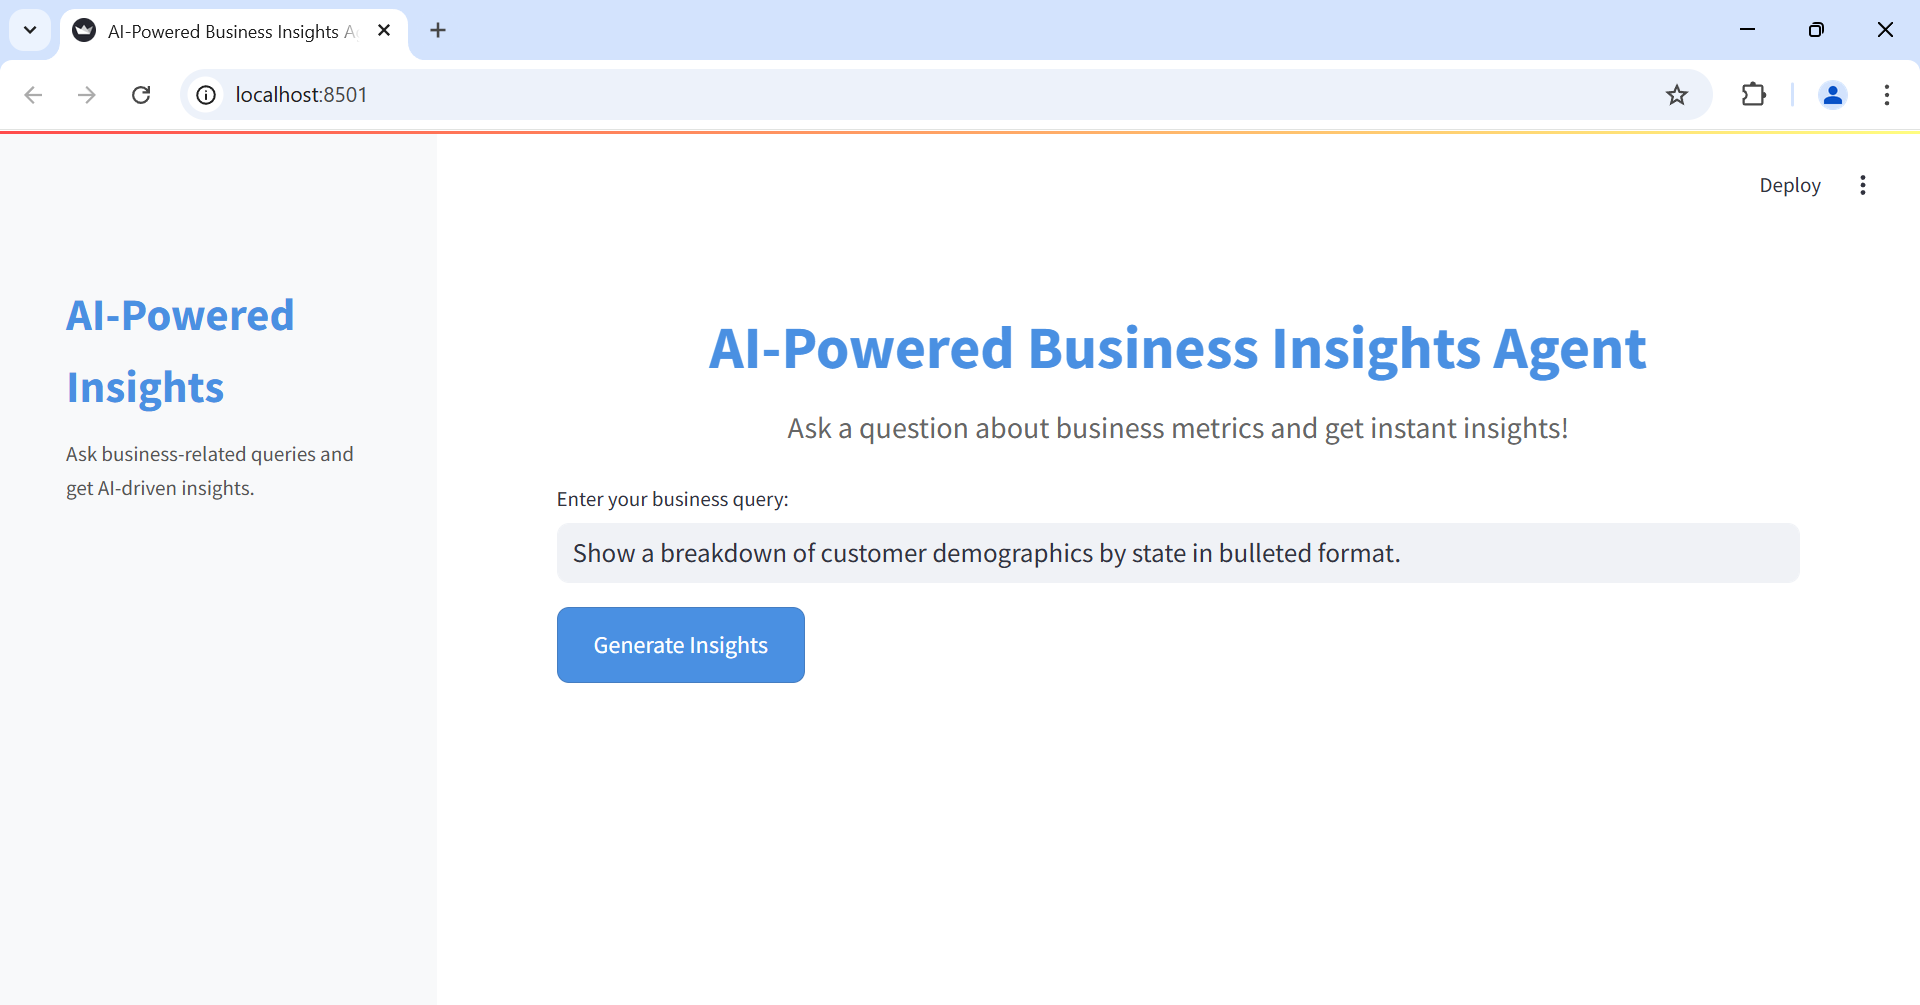 AI-Powered Business Insights A
localhost:8501
Deploy
AI-Powered
Insights
Ask business-related queries and
get AI-driven insights.
AI-Powered Business Insights Agent
Ask a question about business metrics and get instant insights!
Enter your business query:
Show a breakdown of customer demographics by state in bulleted format.
Generate Insights